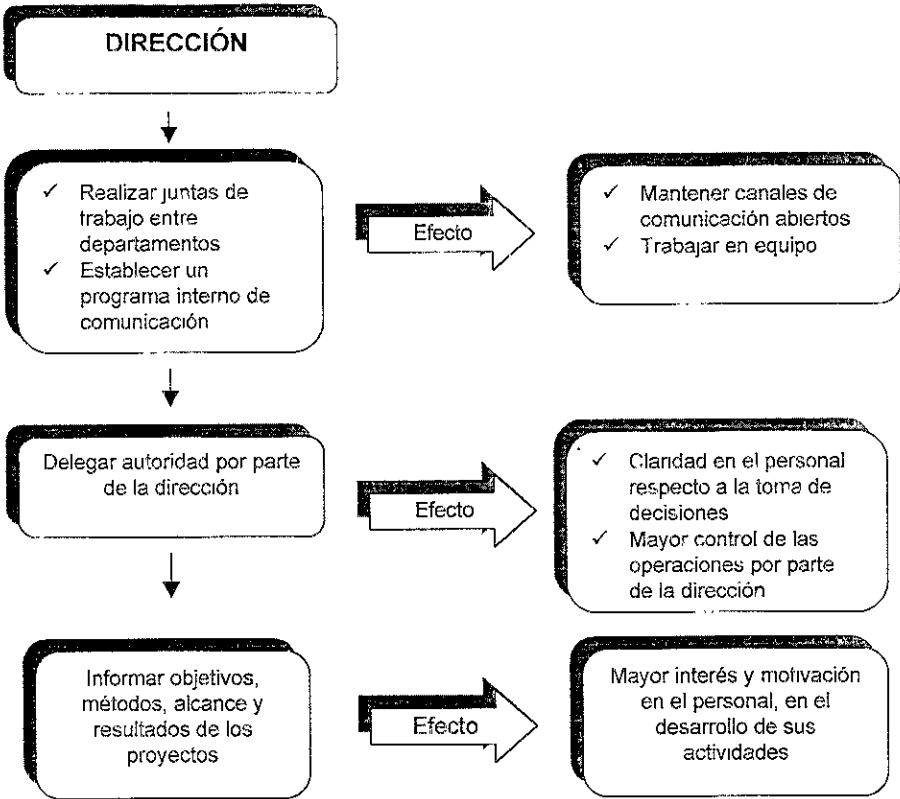 DIRECCIÓN
✓ Realizar juntas de
trabajo entre
departamentos
✓ Establecer un
programa interno de
comunicación
Efecto
✓ Mantener canales de
comunicación abiertos
✓ Trabajar en equipo
Delegar autoridad por parte
de la dirección
Efecto
✓ Claridad en el personal
respecto a la toma de
decisiones
✓ Mayor control de las
operaciones por parte
de la dirección
Informar objetivos,
métodos, alcance y
resultados de los
proyectos
Efecto
Mayor interés y motivación
en el personal, en el
desarrollo de sus
actividades